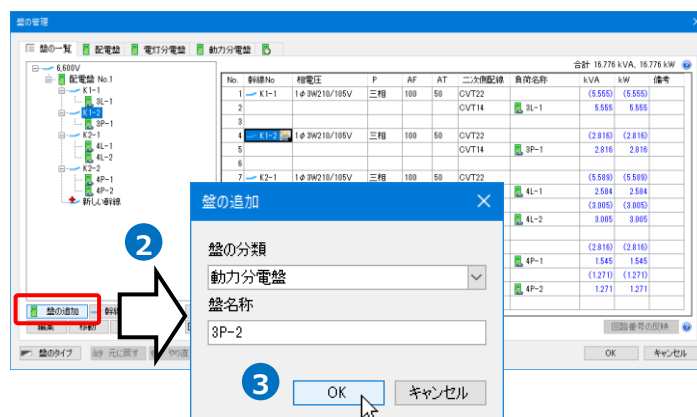 盤の管理
盤の一覧 配電盤 電灯分電盤 動力分電盤
合計 16.776 kVA, 16.776 kW
6,600V
配電盤 No.1
K1-1
3L-1
K1-2
3P-1
K2-1
4L-1
4L-2
K2-2
4P-1
4P-2
新しい幹線
No. 幹線No 相電圧 P AF AT 二次側配線 負荷名称 kVA kW 備考
1 K1-1 1φ3W210/105V 三相 100 50 CVT22 (5.555) (5.555)
2 CVT14 3L-1 5.555 5.555
3
4 K1-2 1φ3W210/105V 三相 100 50 CVT22 (2.816) (2.816)
5 CVT14 3P-1 2.816 2.816
6
7 K2-1 1φ3W210/105V 三相 100 50 CVT22 (5.589) (5.589)
4L-1 2.584 2.584
(3.005) (3.005)
4L-2 3.005 3.005
(2.816) (2.816)
4P-1 1.545 1.545
(1.271) (1.271)
4P-2 1.271 1.271
2
盤の追加
盤の分類
動力分電盤
盤名称
3P-2
3
OK キャンセル
盤の追加 幹線
編集 移動
回路番号の反映
盤のタイプ 元に戻す やり直
OK キャンセル